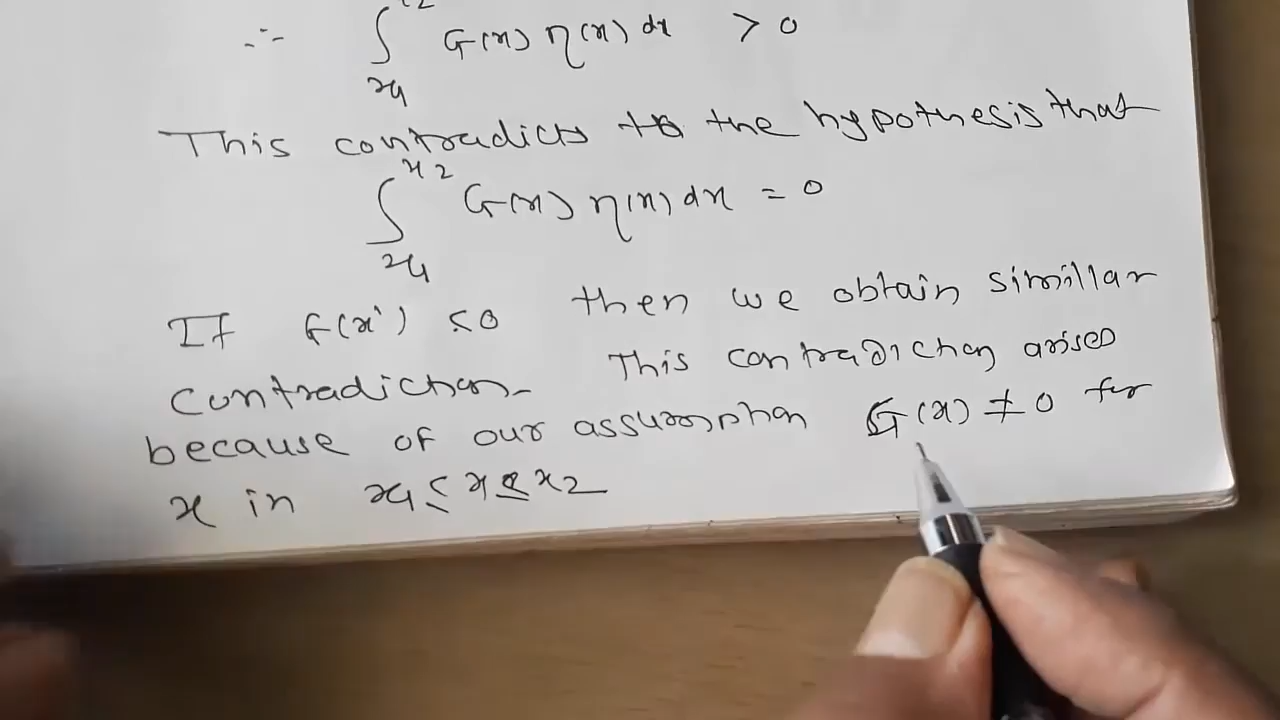 ∴ ∫_{x₁}^{x₂} G(x) η(x) dx > 0
This contradicts to the hypothesis that
∫_{x₁}^{x₂} G(x) η(x) dx = 0
If G(x') < 0 then we obtain simillar
contradiction. This contradiction arised
because of our assumption G(x) ≠ 0 for
x in x₁ ≤ x ≤ x₂